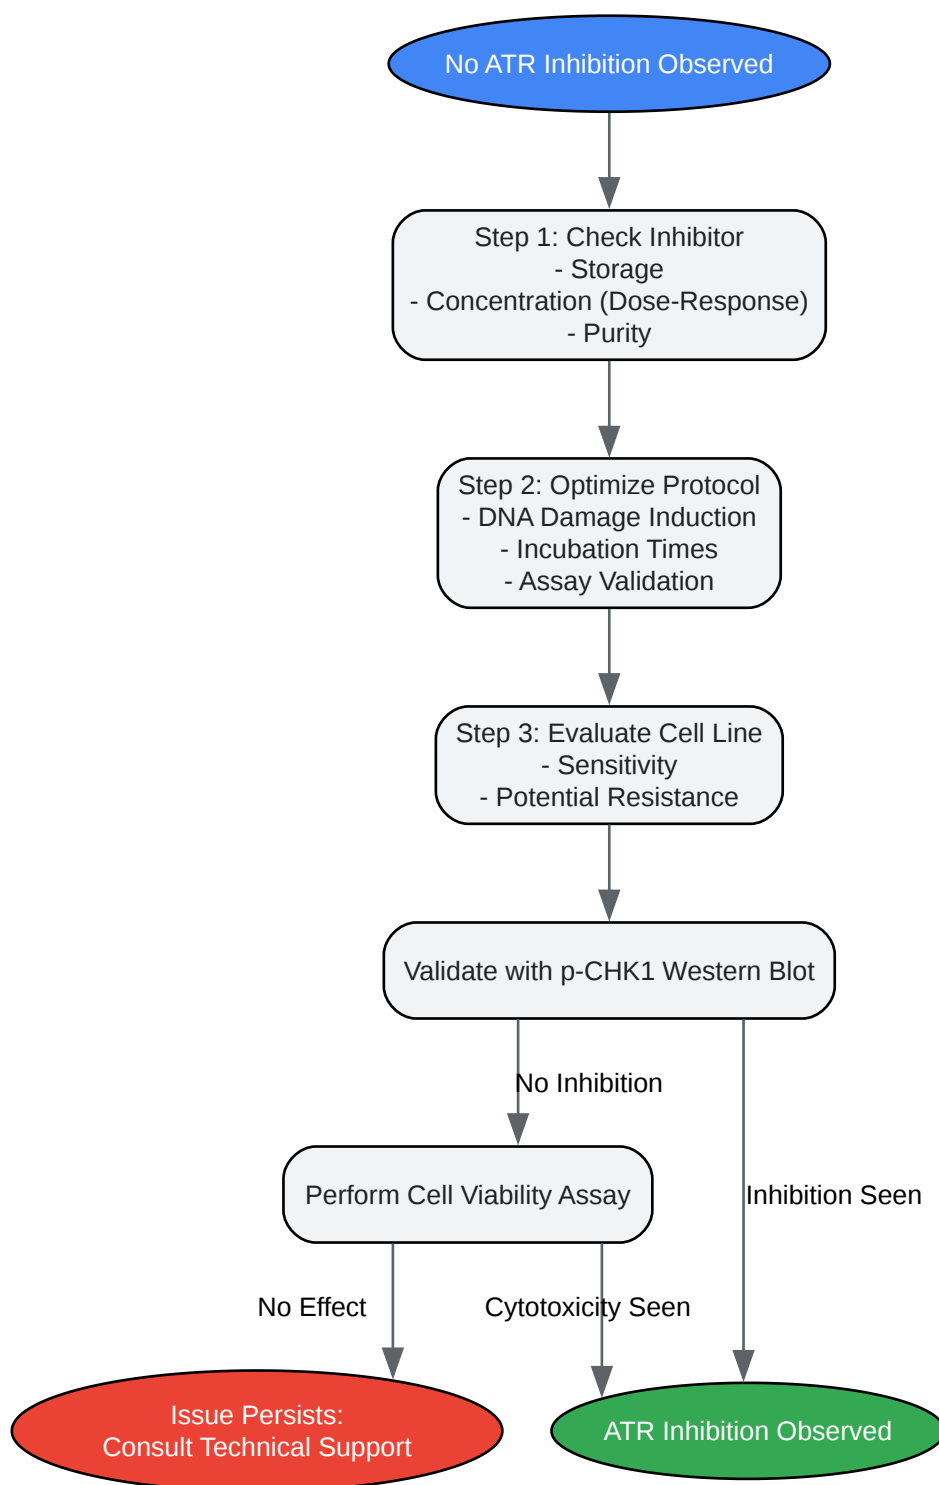 No ATR Inhibition Observed
Step 1: Check Inhibitor
- Storage
- Concentration (Dose-Response)
- Purity
Step 2: Optimize Protocol
- DNA Damage Induction
- Incubation Times
- Assay Validation
Step 3: Evaluate Cell Line
- Sensitivity
- Potential Resistance
Validate with p-CHK1 Western Blot
No Inhibition
Perform Cell Viability Assay
Inhibition Seen
No Effect
Cytotoxicity Seen
Issue Persists:
Consult Technical Support
ATR Inhibition Observed